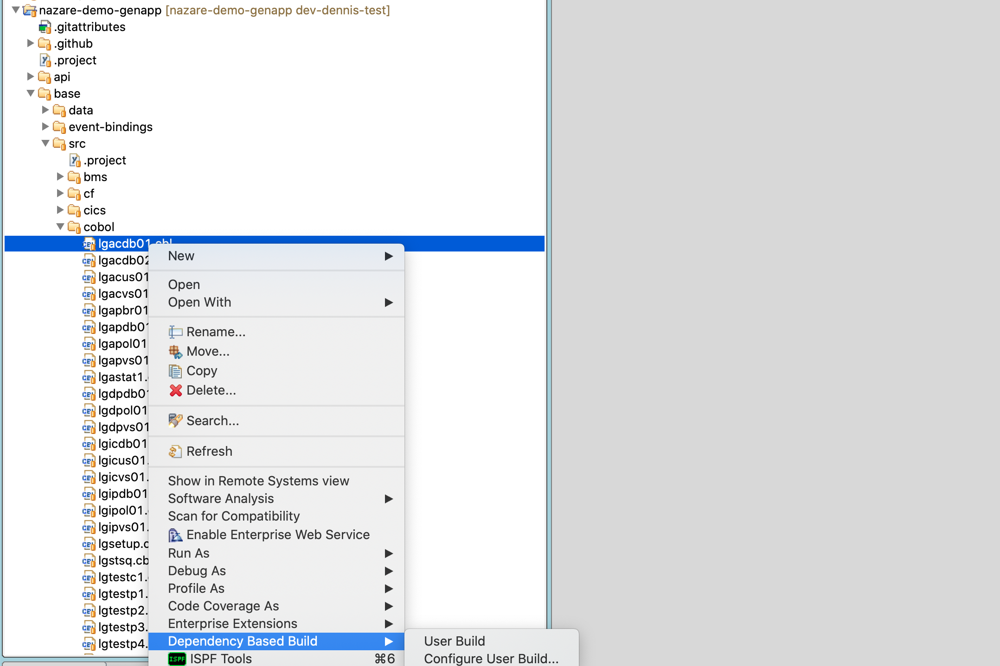 nazare-demo-genapp [nazare-demo-genapp dev-dennis-test]
.gitattributes
.github
.project
api
base
data
event-bindings
src
.project
bms
cf
cics
cobol
lgacdb01.cbl
lgacdb02
lgacus01
lgacvs01
lgapbr01
lgapdb01
lgapol01
lgapvs01
lgastat1.
lgdpdb01
lgdpol01
lgdpvs01
lgicdb01
lgicus01.
lgicvs01.
lgipdb01
lgipol01.
lgipvs01.
lgsetup.c
lgstsq.cb
lgtestc1.
lgtestp1.
lgtestp2.
lgtestp3.
lgtestp4.
New
Open
Open With
Rename...
Move...
Copy
Delete...
Search...
Refresh
Show in Remote Systems view
Software Analysis
Scan for Compatibility
Enable Enterprise Web Service
Run As
Debug As
Profile As
Code Coverage As
Enterprise Extensions
Dependency Based Build
ISPF ISPF Tools ⌘6
User Build
Configure User Build...